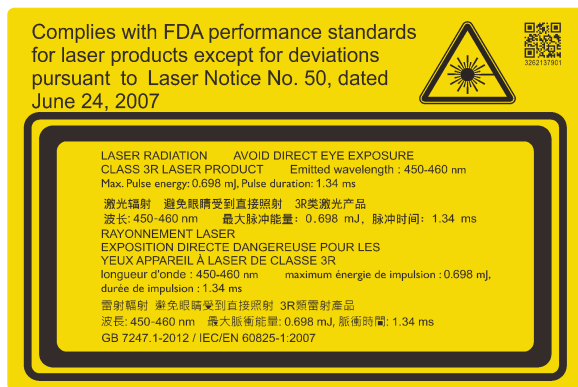 Complies with FDA performance standards
for laser products except for deviations
pursuant to Laser Notice No. 50, dated
June 24, 2007
3262137901
LASER RADIATION AVOID DIRECT EYE EXPOSURE
CLASS 3R LASER PRODUCT Emitted wavelength : 450-460 nm
Max. Pulse energy: 0.698 mJ, Pulse duration: 1.34 ms
激光辐射 避免眼睛受到直接照射 3R类激光产品
波长: 450-460 nm 最大脉冲能量: 0.698 mJ, 脉冲时间: 1.34 ms
RAYONNEMENT LASER
EXPOSITION DIRECTE DANGEREUSE POUR LES
YEUX APPAREIL À LASER DE CLASSE 3R
longueur d'onde : 450-460 nm maximum énergie de impulsion : 0.698 mJ,
durée de impulsion : 1.34 ms
雷射輻射 避免眼睛受到直接照射 3R類雷射產品
波長: 450-460 nm 最大脈衝能量: 0.698 mJ, 脈衝時間: 1.34 ms
GB 7247.1-2012 / IEC/EN 60825-1:2007